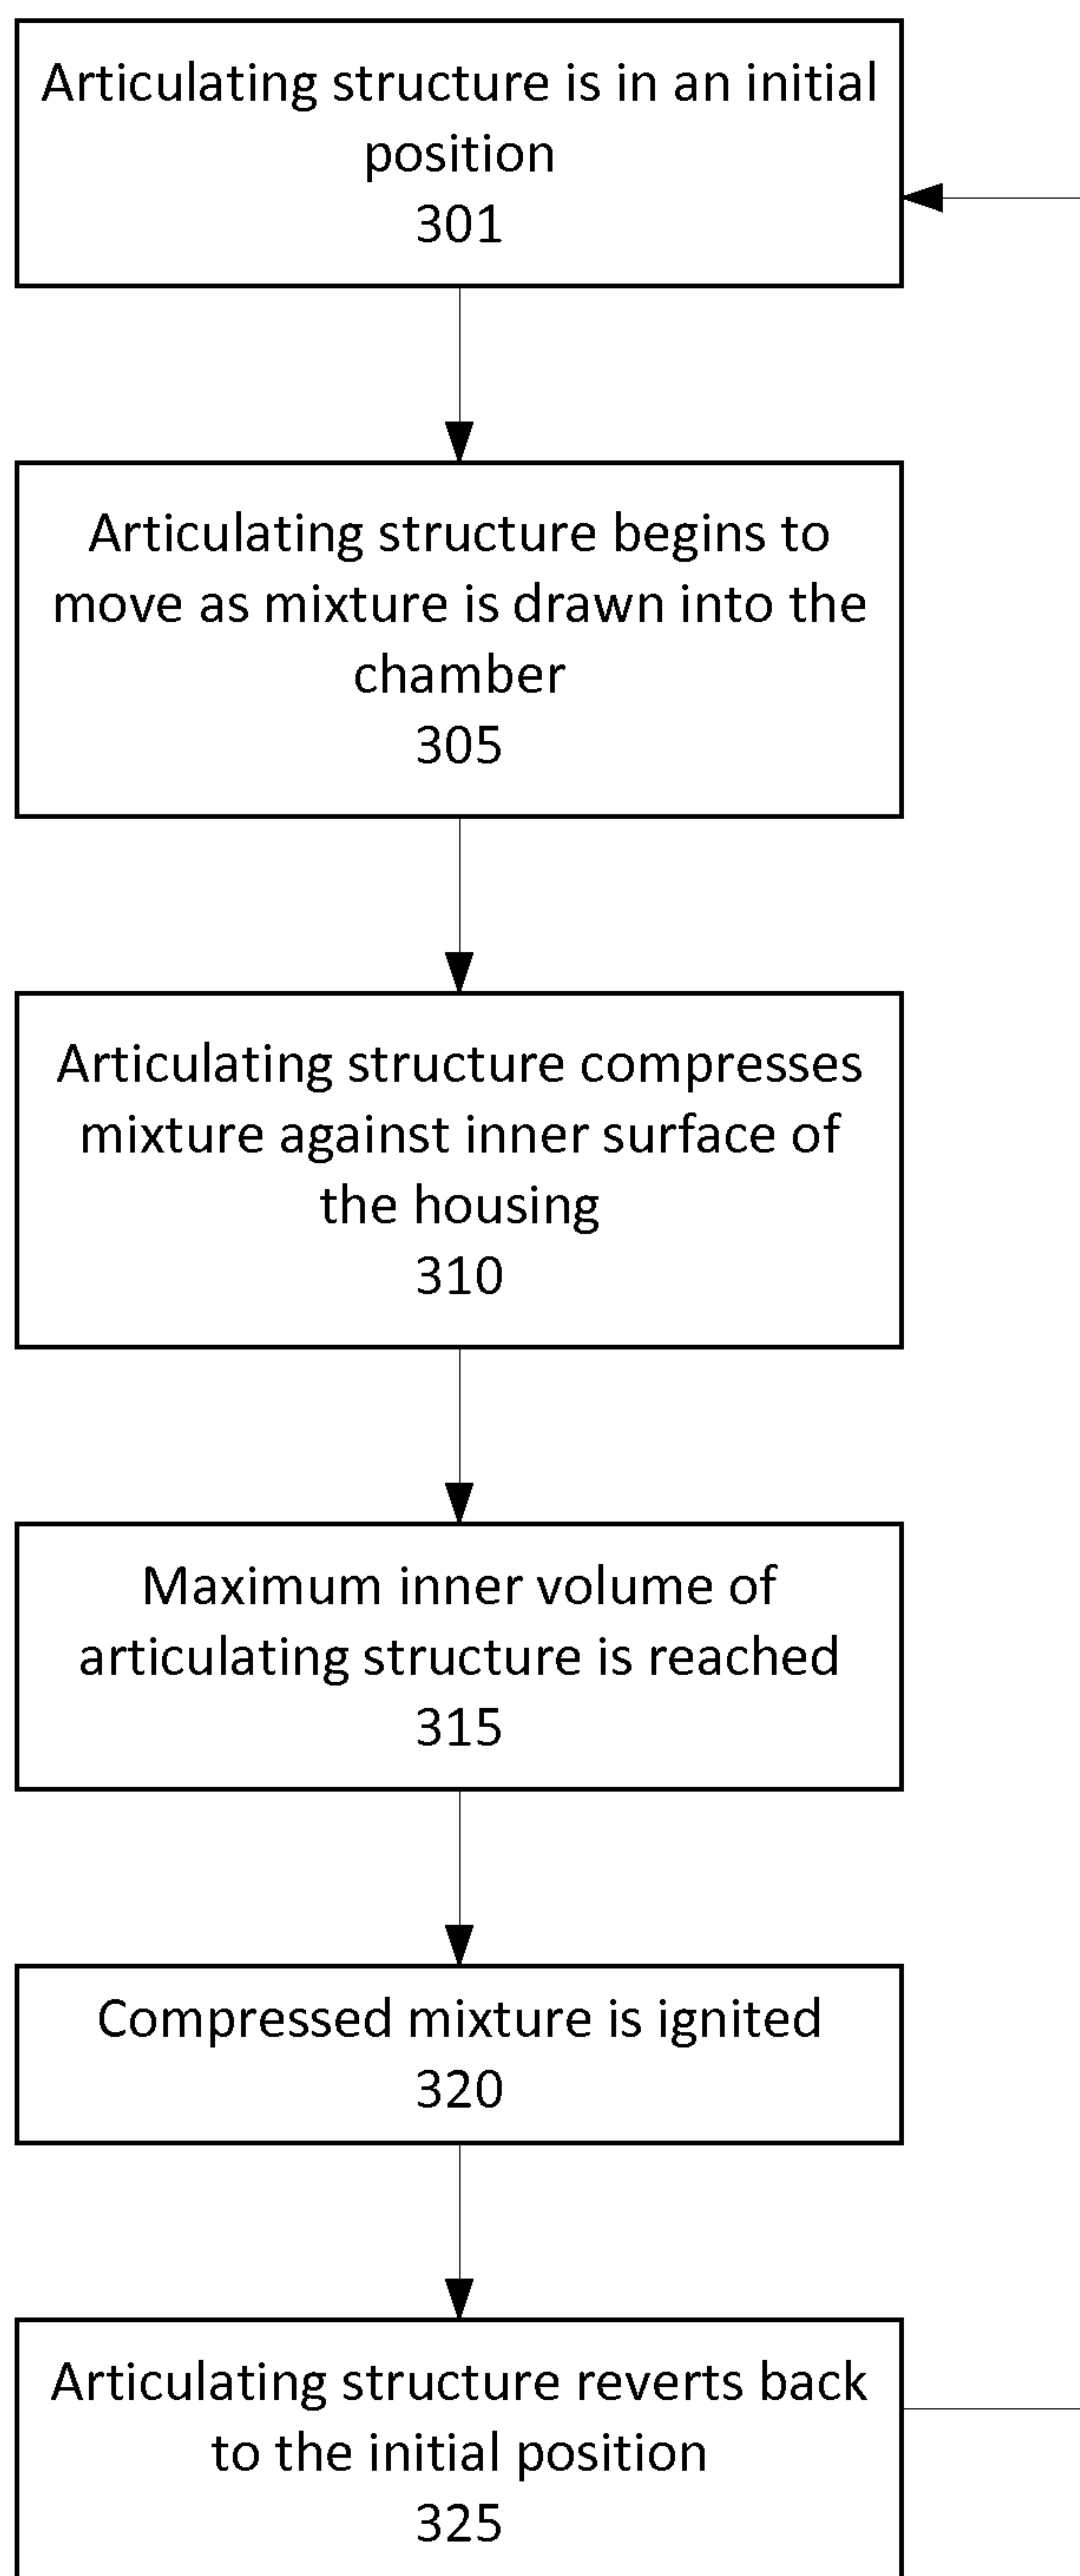 Articulating structure is in an initial
position
301
Articulating structure begins to
move as mixture is drawn into the
chamber
305
Articulating structure compresses
mixture against inner surface of
the housing
310
Maximum inner volume of
articulating structure is reached
315
Compressed mixture is ignited
320
Articulating structure reverts back
to the initial position
325